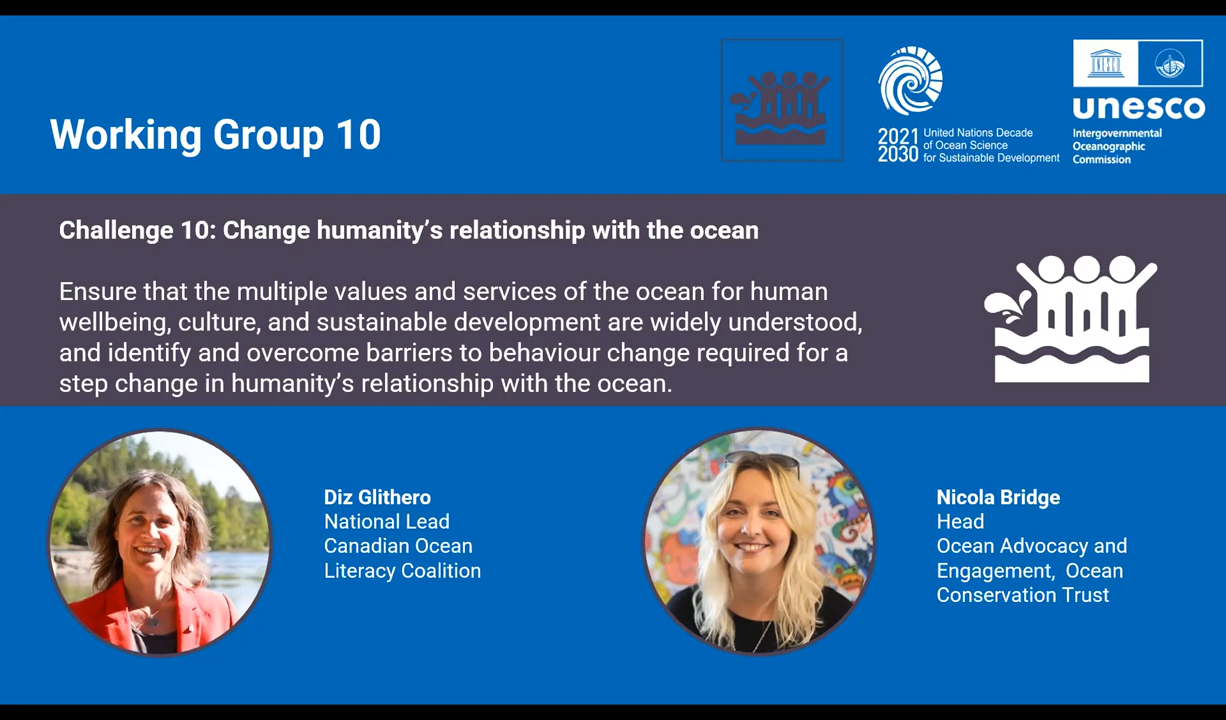 Working Group 10
2021
2030
United Nations Decade
of Ocean Science
for Sustainable Development
UNESCO
unesco
Intergovernmental
Oceanographic
Commission
Challenge 10: Change humanity’s relationship with the ocean
Ensure that the multiple values and services of the ocean for human
wellbeing, culture, and sustainable development are widely understood,
and identify and overcome barriers to behaviour change required for a
step change in humanity’s relationship with the ocean.
Diz Glithero
National Lead
Canadian Ocean
Literacy Coalition
Nicola Bridge
Head
Ocean Advocacy and
Engagement, Ocean
Conservation Trust